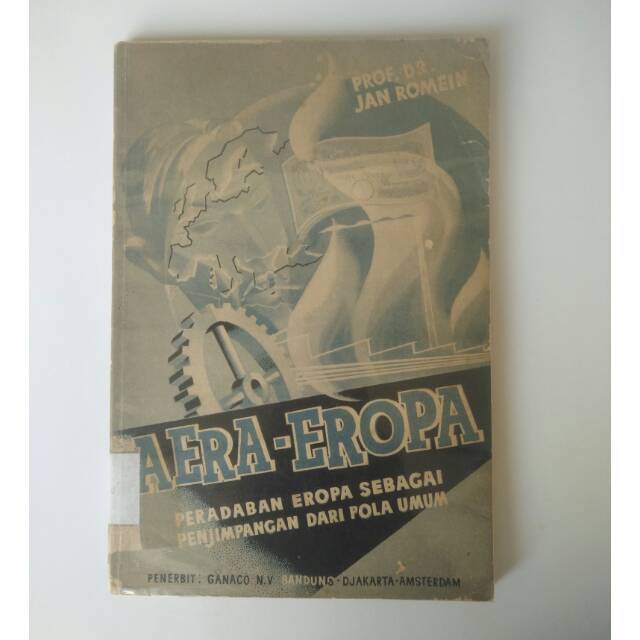 PROF. DR.
JAN ROMEIN
AERA-EROPA
PERADABAN EROPA SEBAGAI
PENJIMPANGAN DARI POLA UMUM
PENERBIT: GANACO N.V. BANDUNG-DJAKARTA-AMSTERDAM